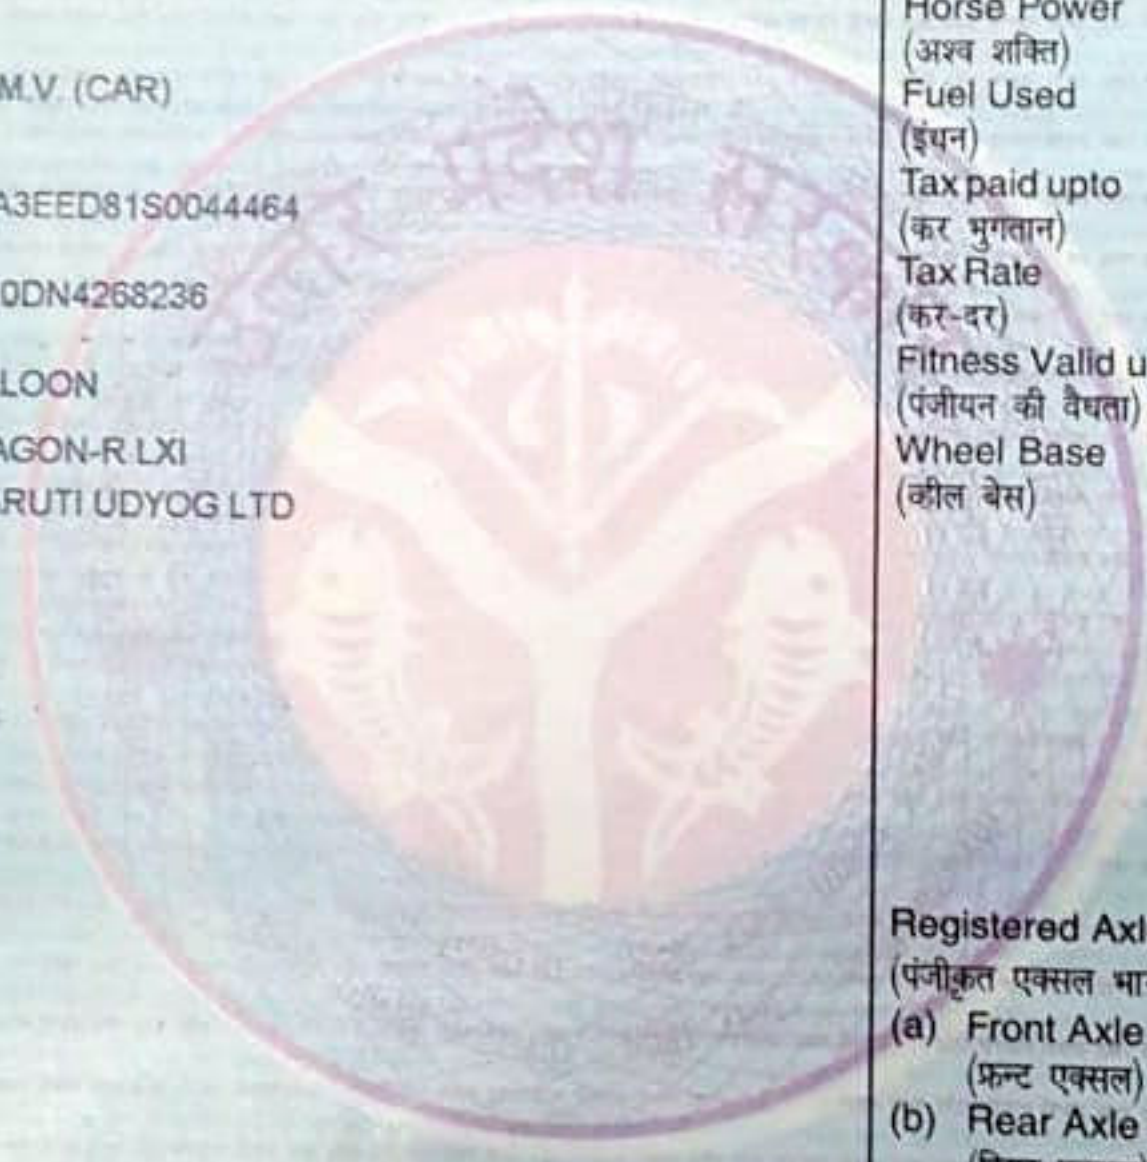 M.V. (CAR)
A3EED81S0044464
0DN4268236
LOON
AGON-R LXI
ARUTI UDYOG LTD
Horse Power
(अश्व शक्ति)
Fuel Used
(इंधन)
Tax paid upto
(कर भुगतान)
Tax Rate
(कर-दर)
Fitness Valid u
(पंजीयन की वैधता)
Wheel Base
(व्हील बेस)
Registered Axl
(पंजीकृत एक्सल भा
(a) Front Axle
(फ्रन्ट एक्सल)
(b) Rear Axle